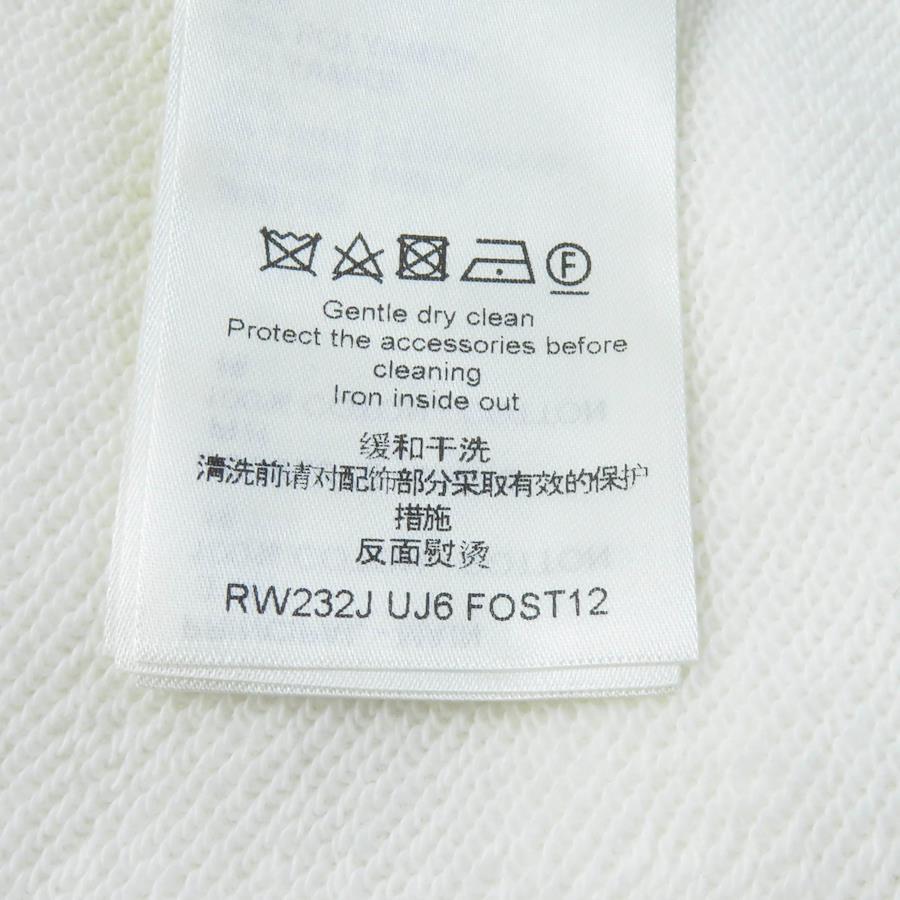 F
Gentle dry clean
Protect the accessories before
cleaning
Iron inside out
缓和干洗
清洗前请对配饰部分采取有效的保护
措施
反面熨烫
RW232J UJ6 FOST12